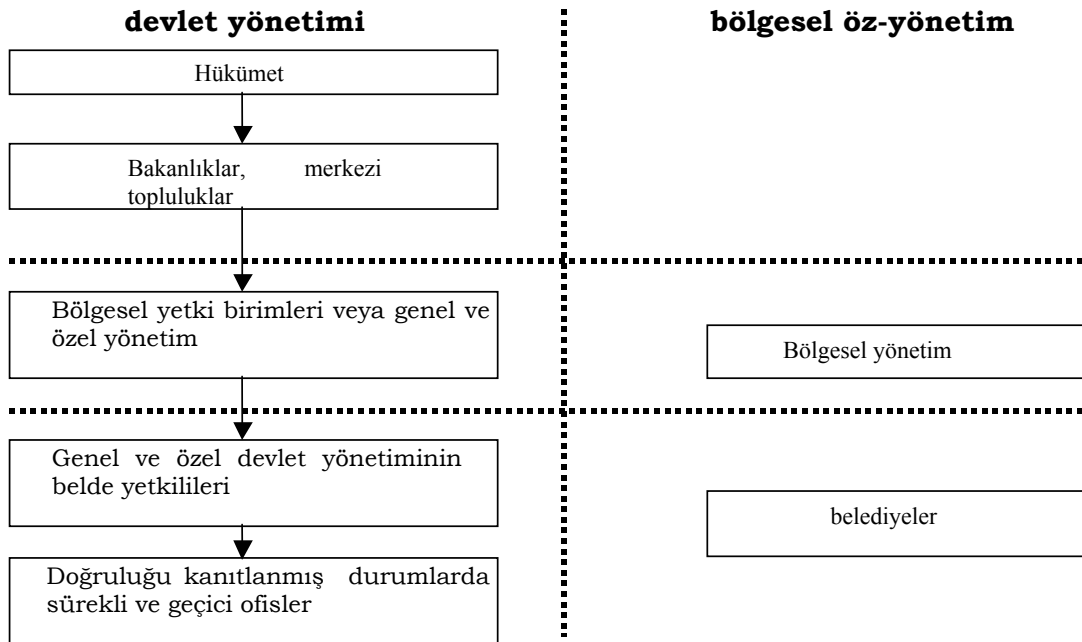 devlet yönetimi
bölgesel öz-yönetim
Hükümet
Bakanlıklar, merkezi
topluluklar
Bölgesel yetki birimleri veya genel ve
özel yönetim
Bölgesel yönetim
Genel ve özel devlet yönetiminin
belde yetkilileri
belediyeler
Doğruluğu kanıtlanmış durumlarda
sürekli ve geçici ofisler